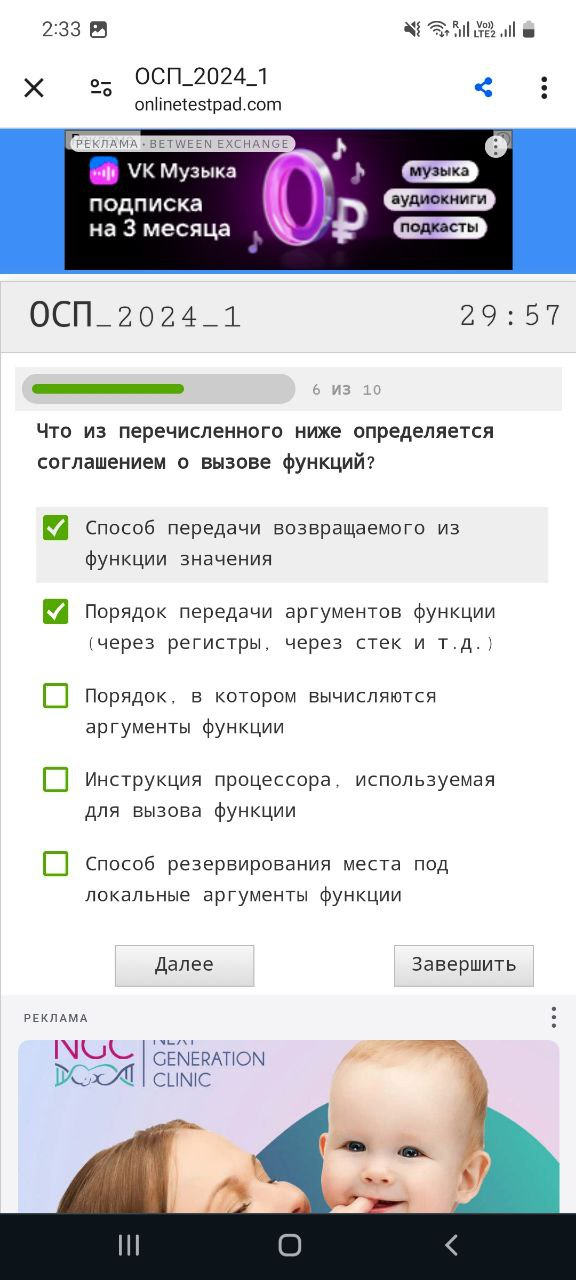 2:33
R
Vo))
LTE2
ОСП_2024_1
onlinetestpad.com
РЕКЛАМА • BETWEEN EXCHANGE
VK Музыка
подписка
на 3 месяца
0₽
музыка
аудиокниги
подкасты
ОСП_2024_1
29:57
6 ИЗ 10
Что из перечисленного ниже определяется
соглашением о вызове функций?
Способ передачи возвращаемого из
функции значения
Порядок передачи аргументов функции
(через регистры, через стек и т.д.)
Порядок, в котором вычисляются
аргументы функции
Инструкция процессора, используемая
для вызова функции
Способ резервирования места под
локальные аргументы функции
Далее
Завершить
РЕКЛАМА
NGC
NEXT
GENERATION
CLINIC